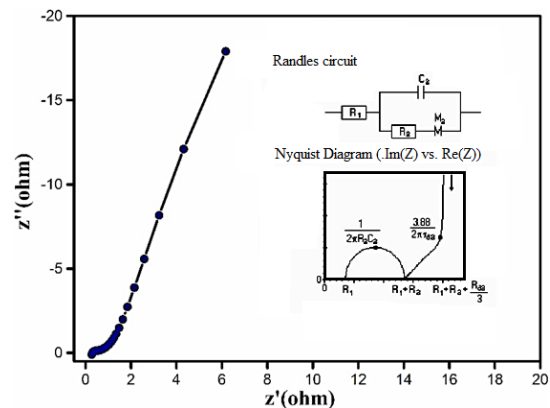 -20
-15
-10
-5
0
0 2 4 6 8 10 12 14 16 18 20
z''(ohm)
z'(ohm)
Randles circuit
C₂
R₁
R₂
M₂
M
Nyquist Diagram (.Im(Z) vs. Re(Z))
1
2πR₂C₂
3.88
0
R₁
R₁+R₂
R₁+R₂+
3